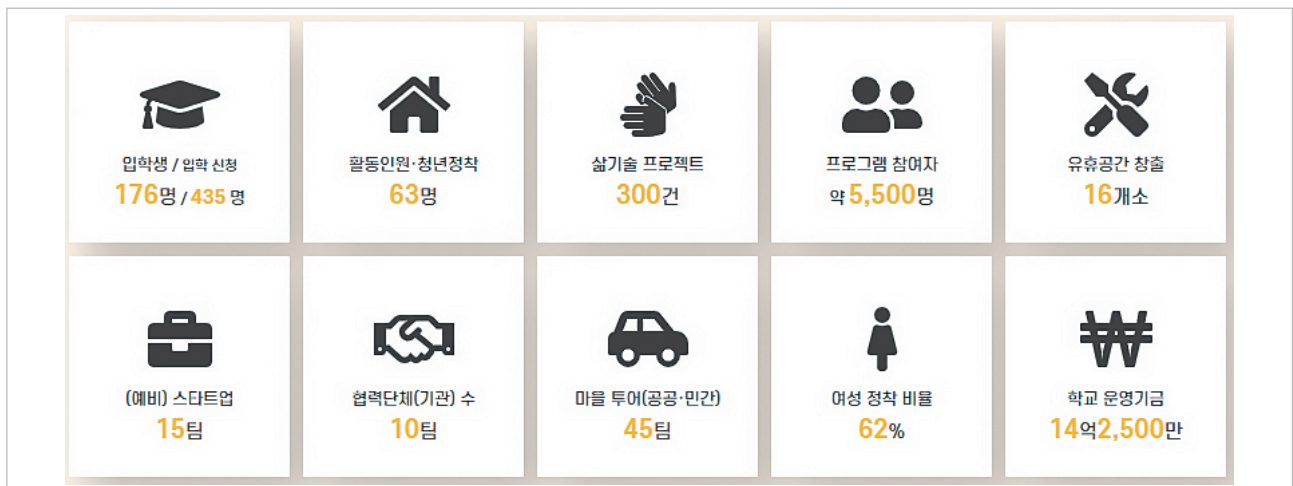 입학생 / 입학 신청
176명 / 435 명
활동인원·청년정착
63명
삶기술 프로젝트
300건
프로그램 참여자
약 5,500명
유휴공간 창출
16개소
(예비) 스타트업
15팀
협력단체(기관) 수
10팀
마을 투어(공공·민간)
45팀
여성 정착 비율
62%
학교 운영기금
14억2,500만